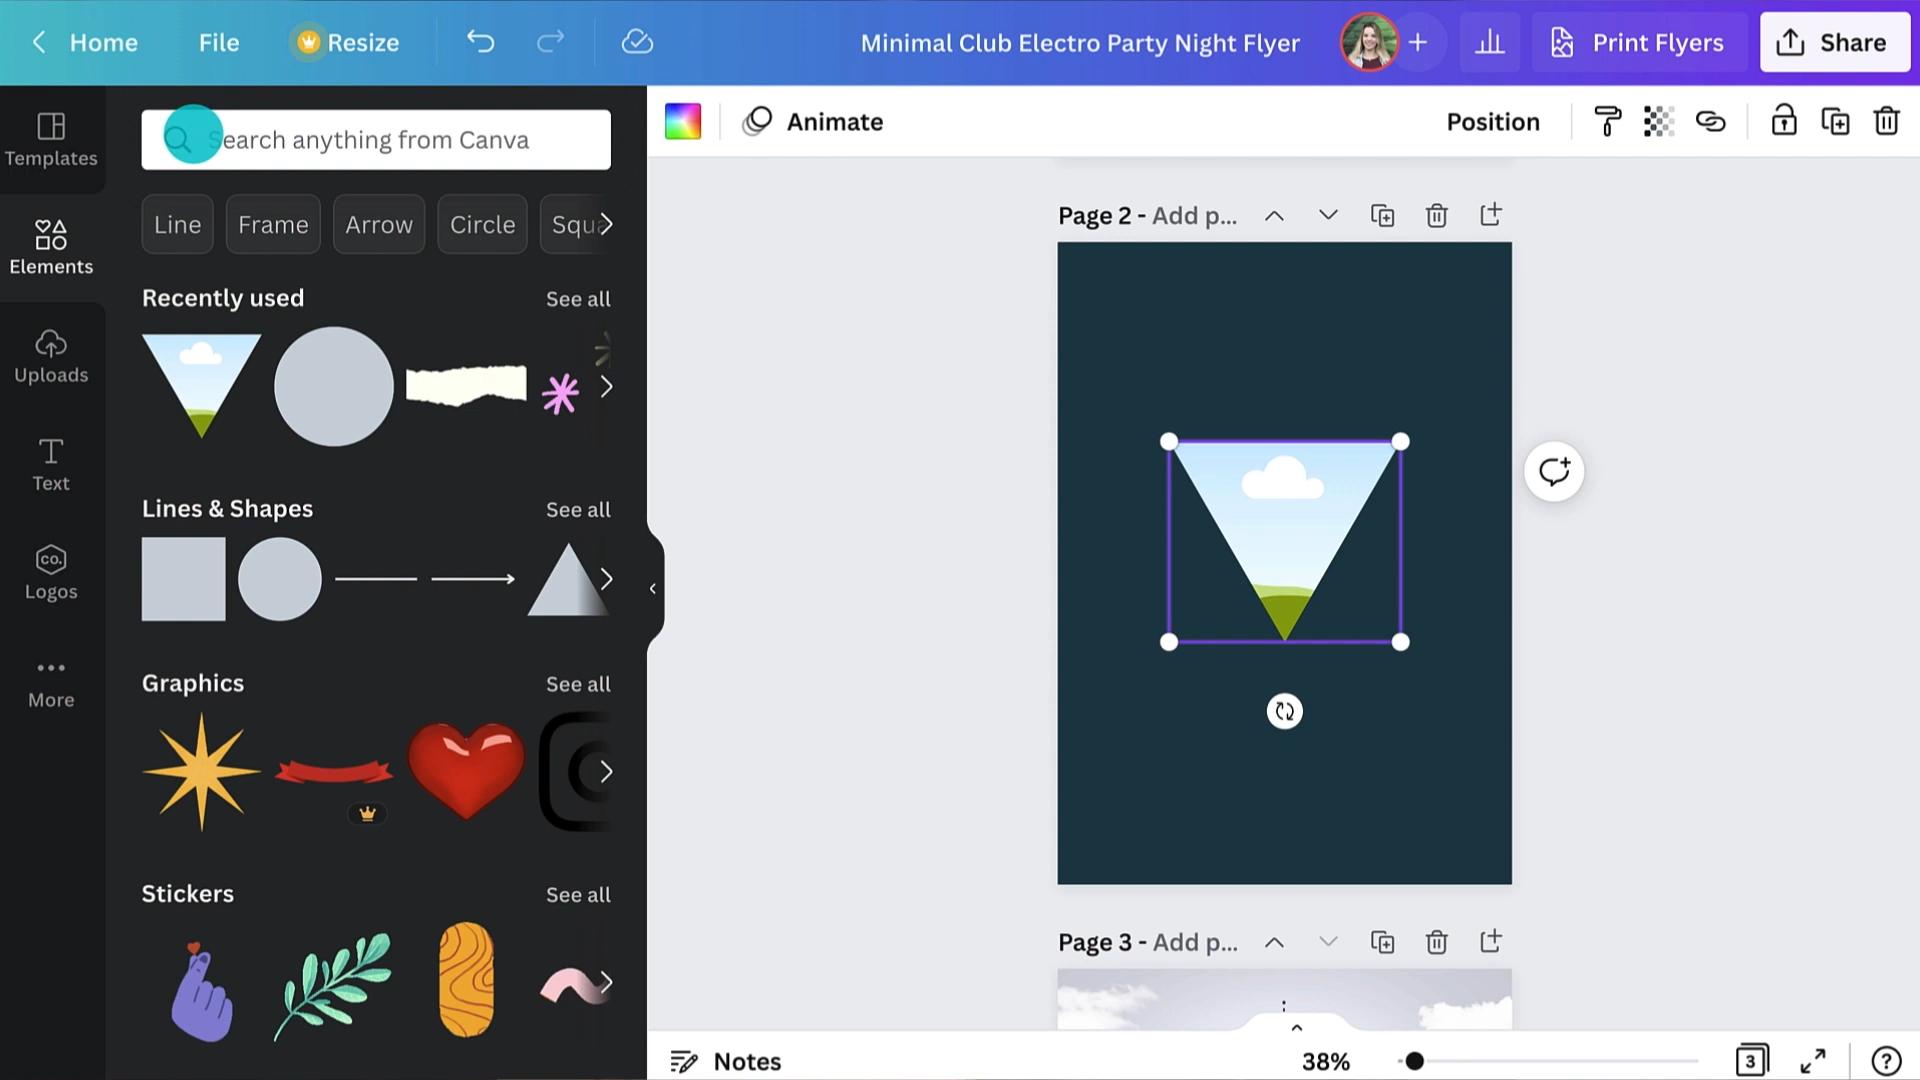 Home File Resize Minimal Club Electro Party Night Flyer Print Flyers Share
Templates
Elements
Uploads
Text
CO.
Logos
More
Search anything from Canva
Line Frame Arrow Circle Squa
Recently used See all
Lines & Shapes See all
Graphics See all
Stickers See all
Animate Position
Page 2 - Add p...
Page 3 - Add p...
Notes 38% 3 ?